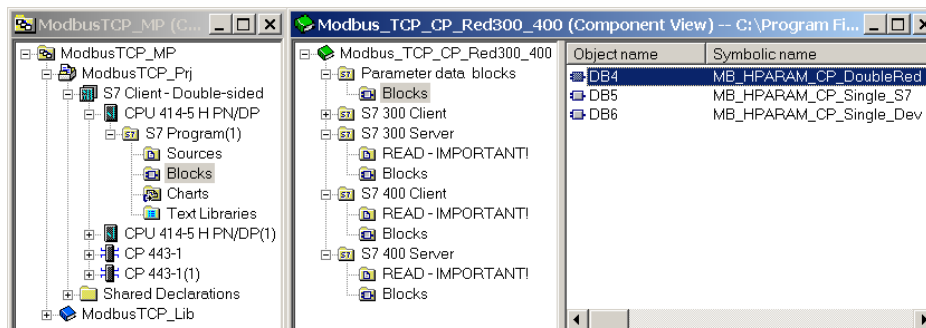 ModbusTCP_MP (C...
ModbusTCP_MP
ModbusTCP_Prj
S7 Client - Double-sided
CPU 414-5 H PN/DP
S7 Program(1)
Sources
Blocks
Charts
Text Libraries
CPU 414-5 H PN/DP(1)
CP 443-1
CP 443-1(1)
Shared Declarations
ModbusTCP_Lib
Modbus_TCP_CP_Red300_400 (Component View) -- C:\Program Fi...
Modbus_TCP_CP_Red300_400
Parameter data blocks
Blocks
S7 300 Client
S7 300 Server
READ - IMPORTANT!
Blocks
S7 400 Client
READ - IMPORTANT!
Blocks
S7 400 Server
READ - IMPORTANT!
Blocks
Object name Symbolic name
DB4 MB_HPARAM_CP_DoubleRed
DB5 MB_HPARAM_CP_Single_S7
DB6 MB_HPARAM_CP_Single_Dev